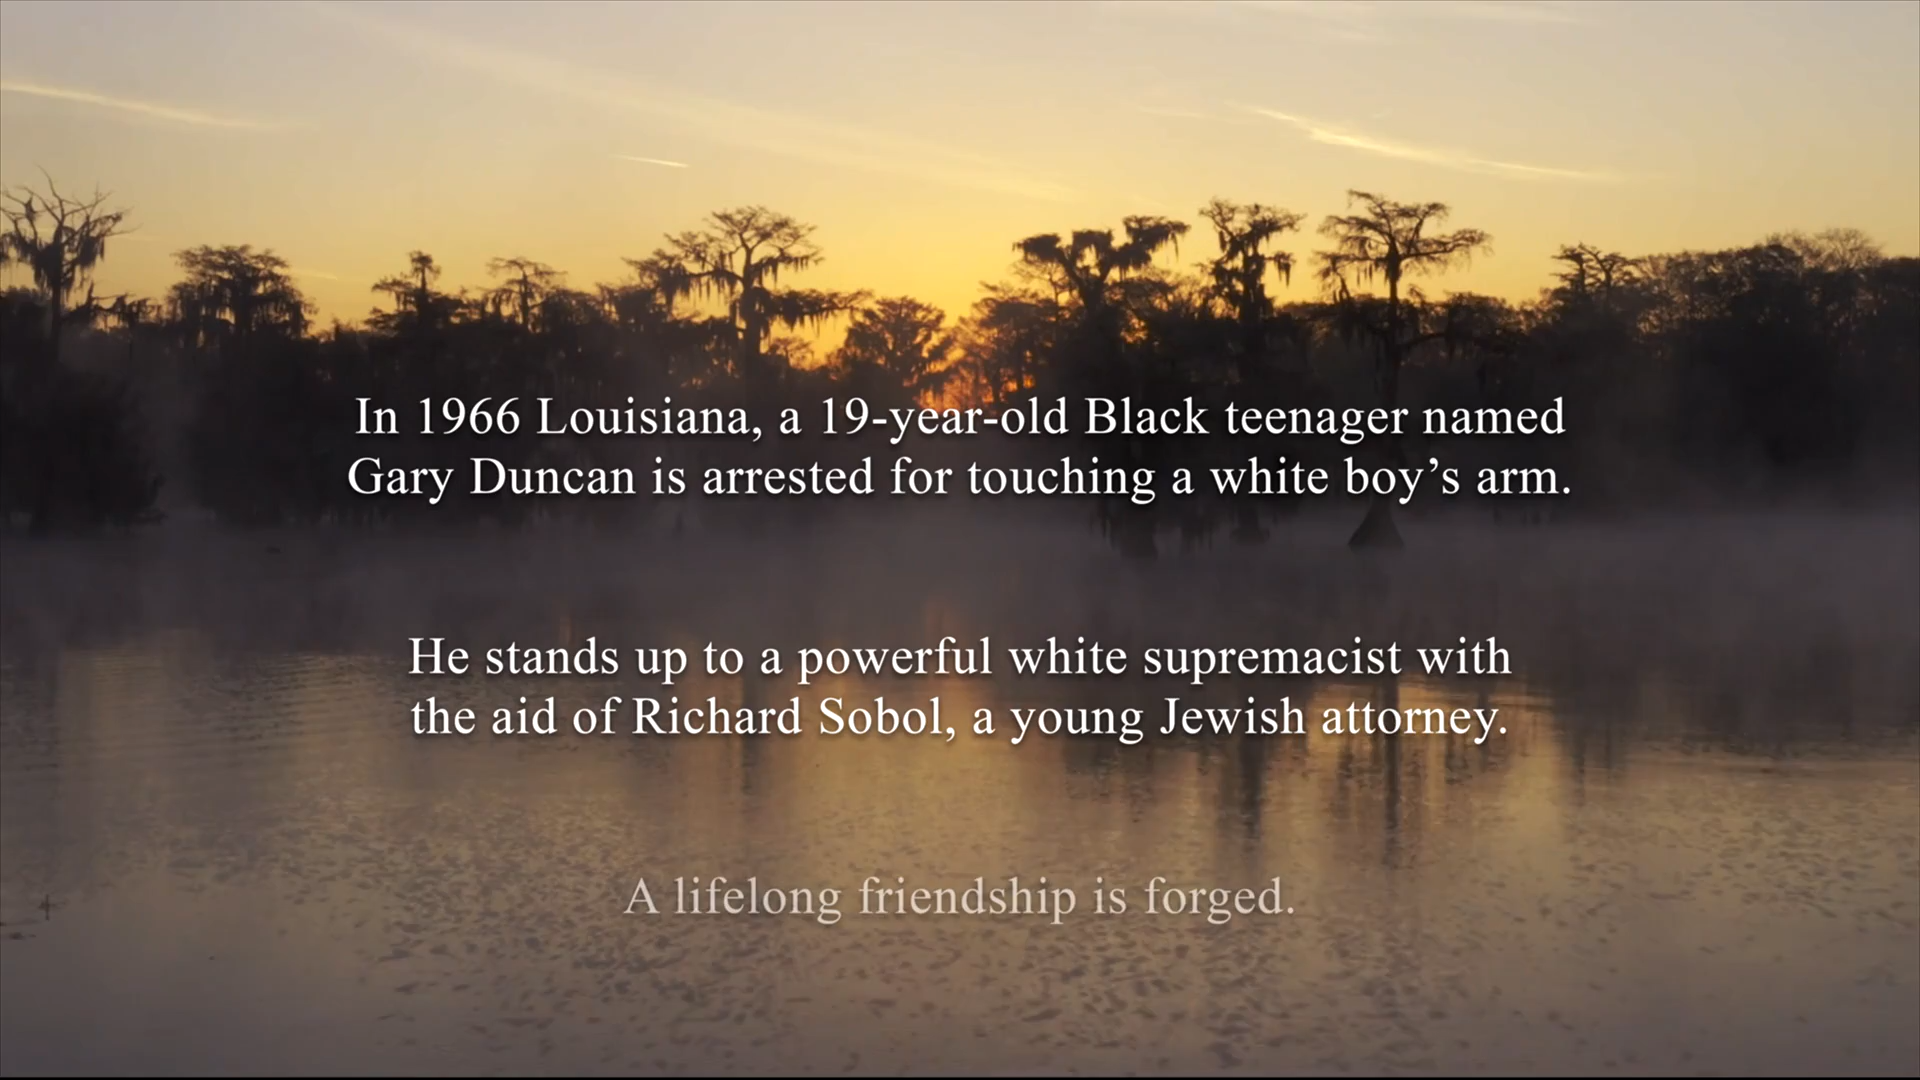 In 1966 Louisiana, a 19-year-old Black teenager named
Gary Duncan is arrested for touching a white boy’s arm.
He stands up to a powerful white supremacist with
the aid of Richard Sobol, a young Jewish attorney.
A lifelong friendship is forged.